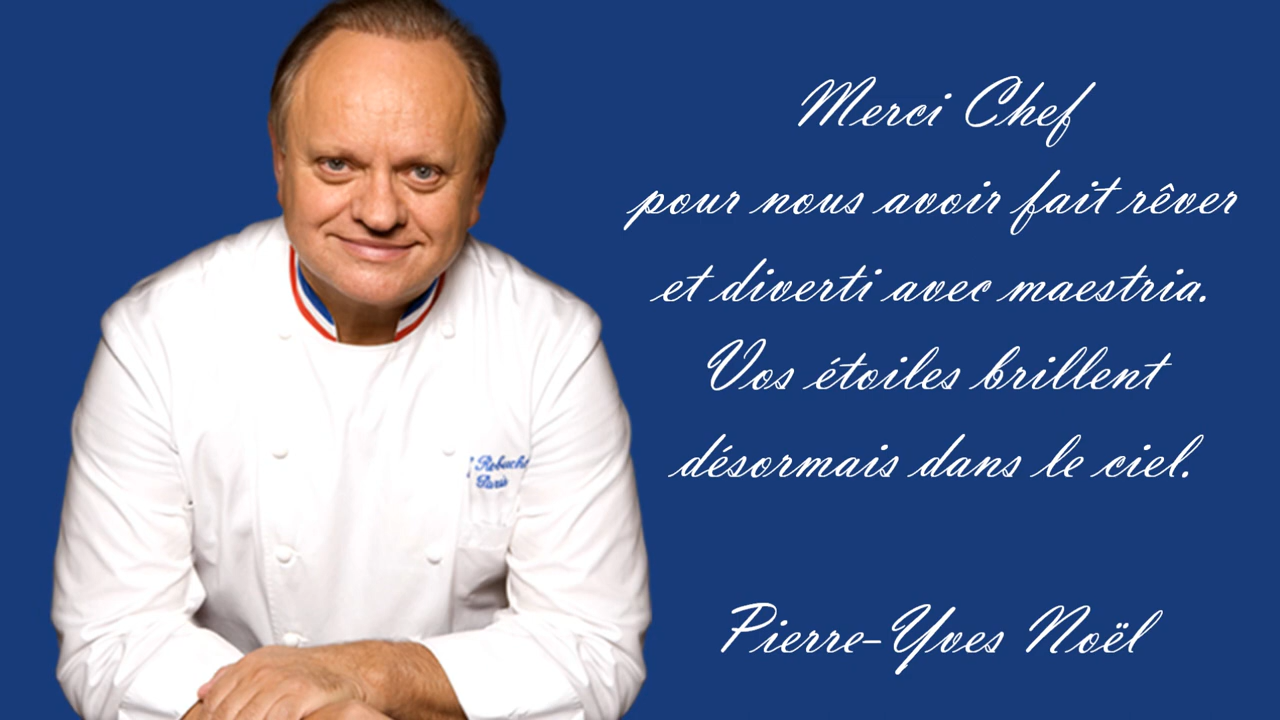 Merci Chef
pour nous avoir fait rêver
et diverti avec maestria.
Vos étoiles brillent
désormais dans le ciel.
Pierre-Yves Noël
Paris